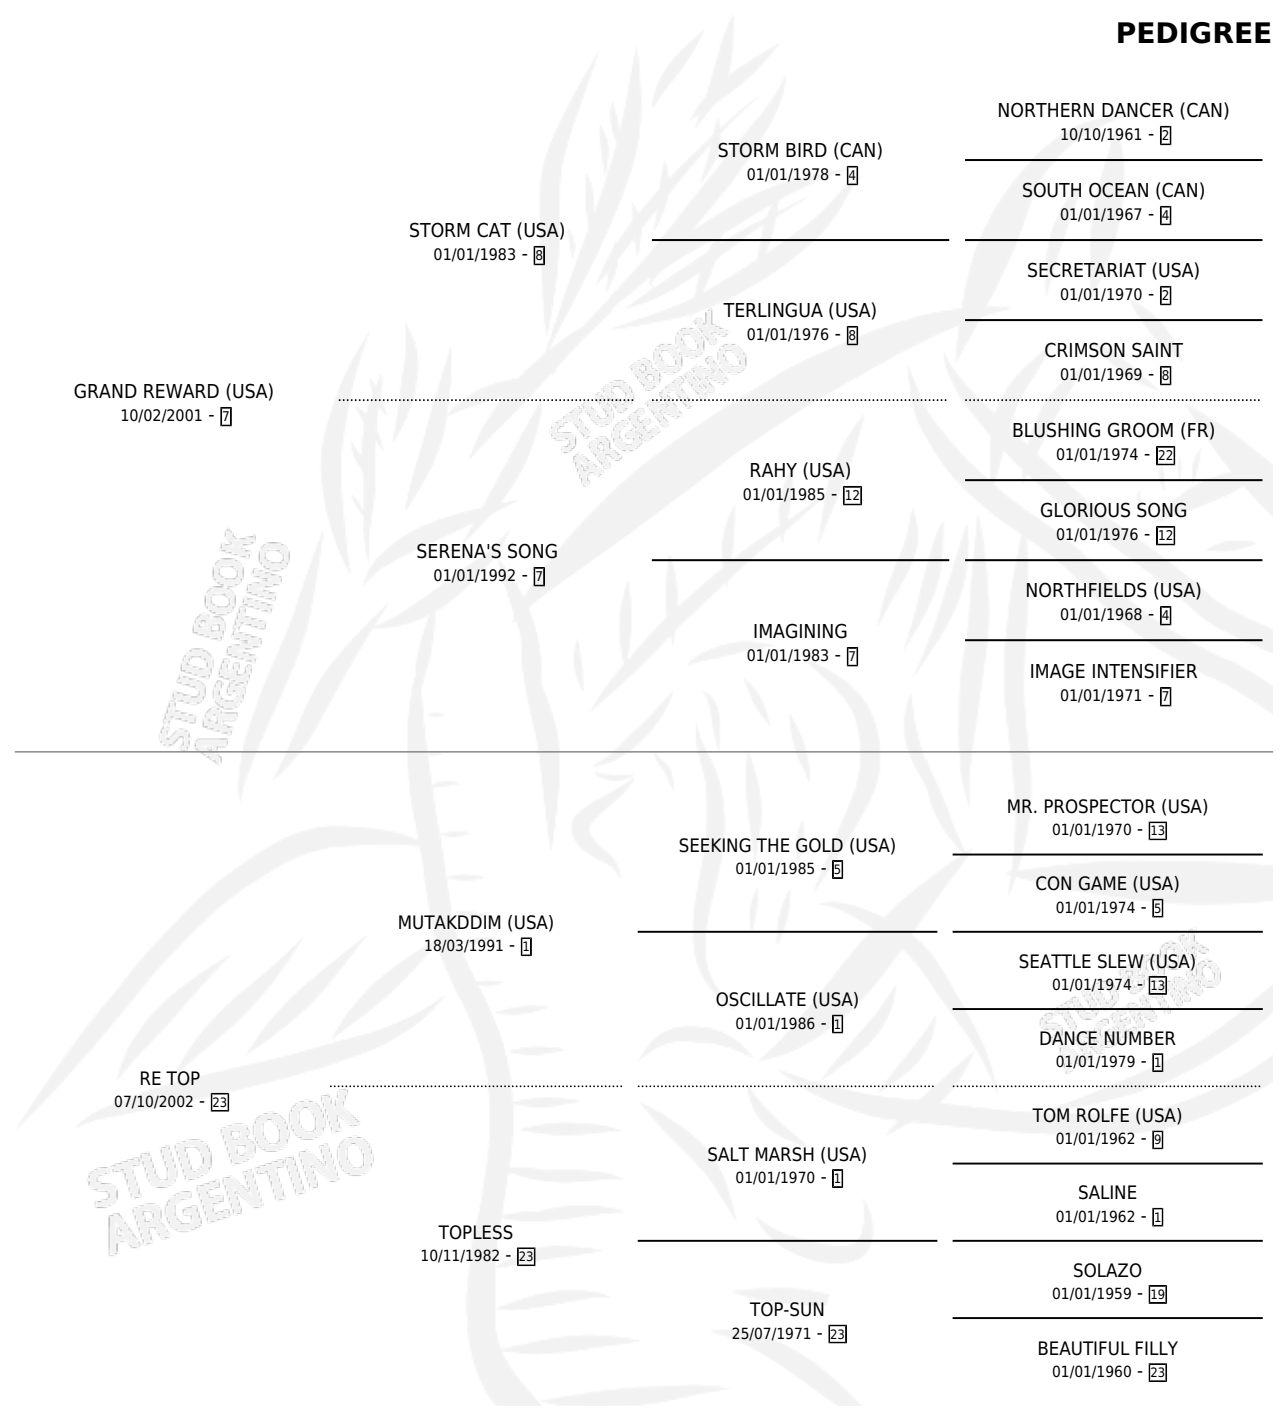 PEDIGREE
NORTHERN DANCER (CAN)
10/10/1961 - 2
STORM BIRD (CAN)
01/01/1978 - 4
SOUTH OCEAN (CAN)
01/01/1967 - 4
STORM CAT (USA)
01/01/1983 - 8
SECRETARIAT (USA)
01/01/1970 - 2
TERLINGUA (USA)
01/01/1976 - 8
CRIMSON SAINT
01/01/1969 - 8
GRAND REWARD (USA)
10/02/2001 - 7
STUD BOOK
ARGENTINO
BLUSHING GROOM (FR)
01/01/1974 - 22
RAHY (USA)
01/01/1985 - 12
GLORIOUS SONG
01/01/1976 - 12
SERENA'S SONG
01/01/1992 - 7
NORTHFIELDS (USA)
01/01/1968 - 4
IMAGINING
01/01/1983 - 7
IMAGE INTENSIFIER
01/01/1971 - 7
STUD BOOK
ARGENTINO
MR. PROSPECTOR (USA)
01/01/1970 - 13
SEEKING THE GOLD (USA)
01/01/1985 - 5
CON GAME (USA)
01/01/1974 - 5
MUTAKDDIM (USA)
18/03/1991 - 1
SEATTLE SLEW (USA)
01/01/1974 - 13
OSCILLATE (USA)
01/01/1986 - 1
STUD BOOK
ARGENTINO
DANCE NUMBER
01/01/1979 - 1
RE TOP
07/10/2002 - 23
TOM ROLFE (USA)
01/01/1962 - 9
SALT MARSH (USA)
01/01/1970 - 1
SALINE
01/01/1962 - 1
STUD BOOK
ARGENTINO
TOPLESS
10/11/1982 - 23
SOLAZO
01/01/1959 - 19
TOP-SUN
25/07/1971 - 23
BEAUTIFUL FILLY
01/01/1960 - 23